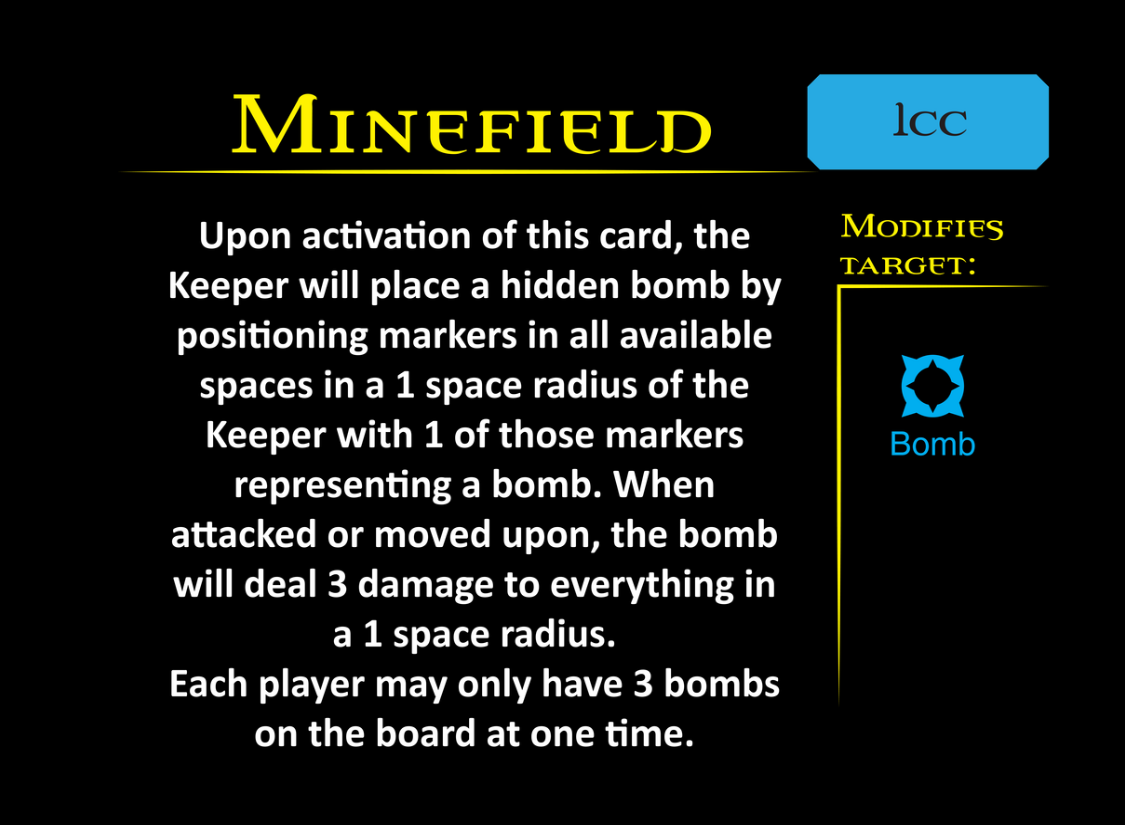 Minefield
1cc
Upon activation of this card, the
Keeper will place a hidden bomb by
positioning markers in all available
spaces in a 1 space radius of the
Keeper with 1 of those markers
representing a bomb. When
attacked or moved upon, the bomb
will deal 3 damage to everything in
a 1 space radius.
Each player may only have 3 bombs
on the board at one time.
Modifies
target:
Bomb